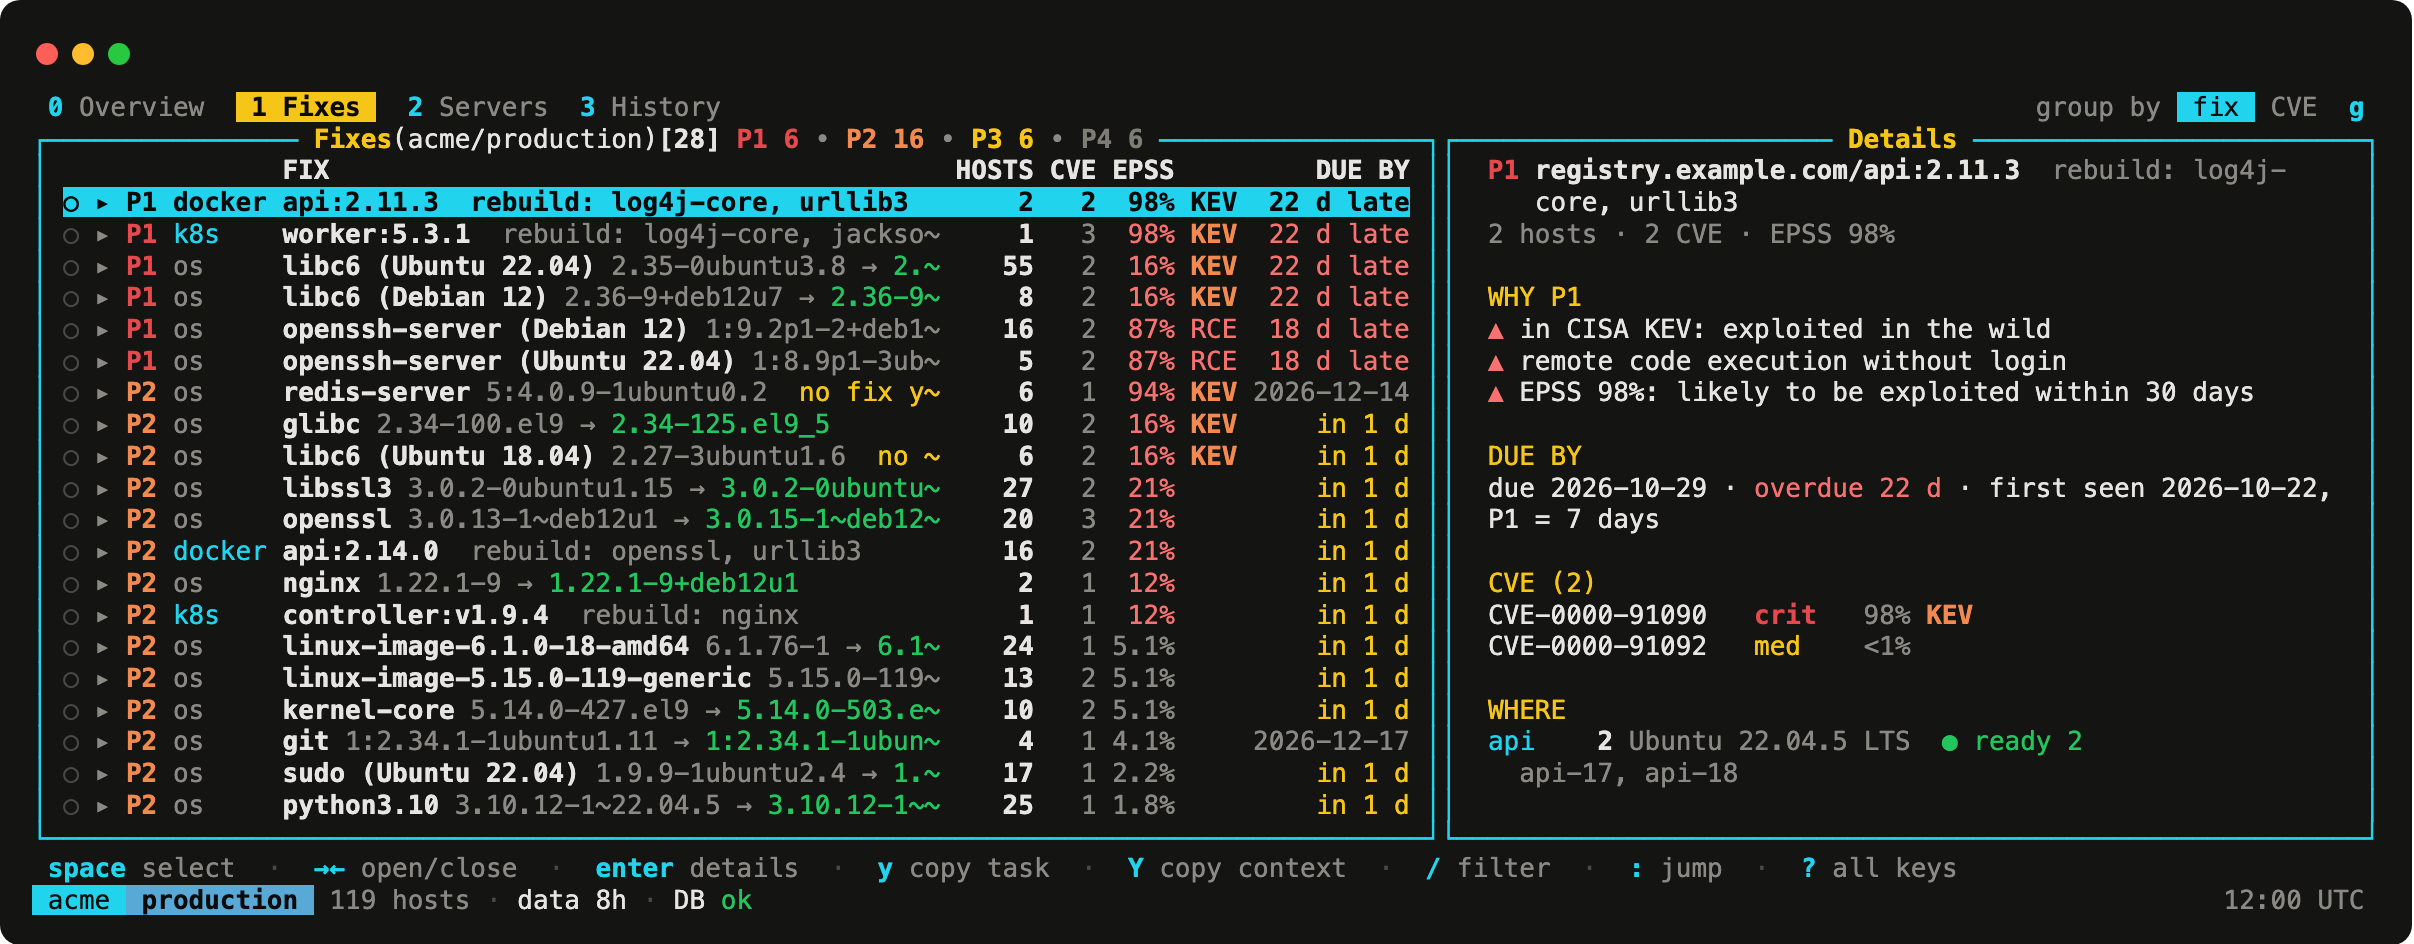 0 Overview  1 Fixes  2 Servers  3 History  group by  fix  CVE  g
Fixes(acme/production)[28] P1 6 • P2 16 • P3 6 • P4 6
FIX  HOSTS CVE EPSS  DUE BY
○ ▸ P1 docker api:2.11.3  rebuild: log4j-core, urllib3  2  2  98% KEV  22 d late
○ ▸ P1 k8s  worker:5.3.1  rebuild: log4j-core, jackso~  1  3  98% KEV  22 d late
○ ▸ P1 os  libc6 (Ubuntu 22.04) 2.35-0ubuntu3.8 → 2.~  55  2  16% KEV  22 d late
○ ▸ P1 os  libc6 (Debian 12) 2.36-9+deb12u7 → 2.36-9~  8  2  16% KEV  22 d late
○ ▸ P1 os  openssh-server (Debian 12) 1:9.2p1-2+deb1~  16  2  87% RCE  18 d late
○ ▸ P1 os  openssh-server (Ubuntu 22.04) 1:8.9p1-3ub~  5  2  87% RCE  18 d late
○ ▸ P2 os  redis-server 5:4.0.9-1ubuntu0.2  no fix y~  6  1  94% KEV 2026-12-14
○ ▸ P2 os  glibc 2.34-100.el9 → 2.34-125.el9_5  10  2  16% KEV  in 1 d
○ ▸ P2 os  libc6 (Ubuntu 18.04) 2.27-3ubuntu1.6  no ~  6  2  16% KEV  in 1 d
○ ▸ P2 os  libssl3 3.0.2-0ubuntu1.15 → 3.0.2-0ubuntu~  27  2  21%  in 1 d
○ ▸ P2 os  openssl 3.0.13-1~deb12u1 → 3.0.15-1~deb12~  20  3  21%  in 1 d
○ ▸ P2 docker api:2.14.0  rebuild: openssl, urllib3  16  2  21%  in 1 d
○ ▸ P2 os  nginx 1.22.1-9 → 1.22.1-9+deb12u1  2  1  12%  in 1 d
○ ▸ P2 k8s  controller:v1.9.4  rebuild: nginx  1  1  12%  in 1 d
○ ▸ P2 os  linux-image-6.1.0-18-amd64 6.1.76-1 → 6.1~  24  1 5.1%  in 1 d
○ ▸ P2 os  linux-image-5.15.0-119-generic 5.15.0-119~  13  2 5.1%  in 1 d
○ ▸ P2 os  kernel-core 5.14.0-427.el9 → 5.14.0-503.e~  10  2 5.1%  in 1 d
○ ▸ P2 os  git 1:2.34.1-1ubuntu1.11 → 1:2.34.1-1ubun~  4  1 4.1%  2026-12-17
○ ▸ P2 os  sudo (Ubuntu 22.04) 1.9.9-1ubuntu2.4 → 1.~  17  1 2.2%  in 1 d
○ ▸ P2 os  python3.10 3.10.12-1~22.04.5 → 3.10.12-1~~  25  1 1.8%  in 1 d
Details
P1 registry.example.com/api:2.11.3  rebuild: log4j-
core, urllib3
2 hosts · 2 CVE · EPSS 98%
WHY P1
▲ in CISA KEV: exploited in the wild
▲ remote code execution without login
▲ EPSS 98%: likely to be exploited within 30 days
DUE BY
due 2026-10-29 · overdue 22 d · first seen 2026-10-22,
P1 = 7 days
CVE (2)
CVE-0000-91090  crit  98% KEV
CVE-0000-91092  med  <1%
WHERE
api  2 Ubuntu 22.04.5 LTS  ● ready 2
api-17, api-18
space select · →← open/close · enter details · y copy task · Y copy context · / filter · : jump · ? all keys
acme  production  119 hosts · data 8h · DB ok  12:00 UTC